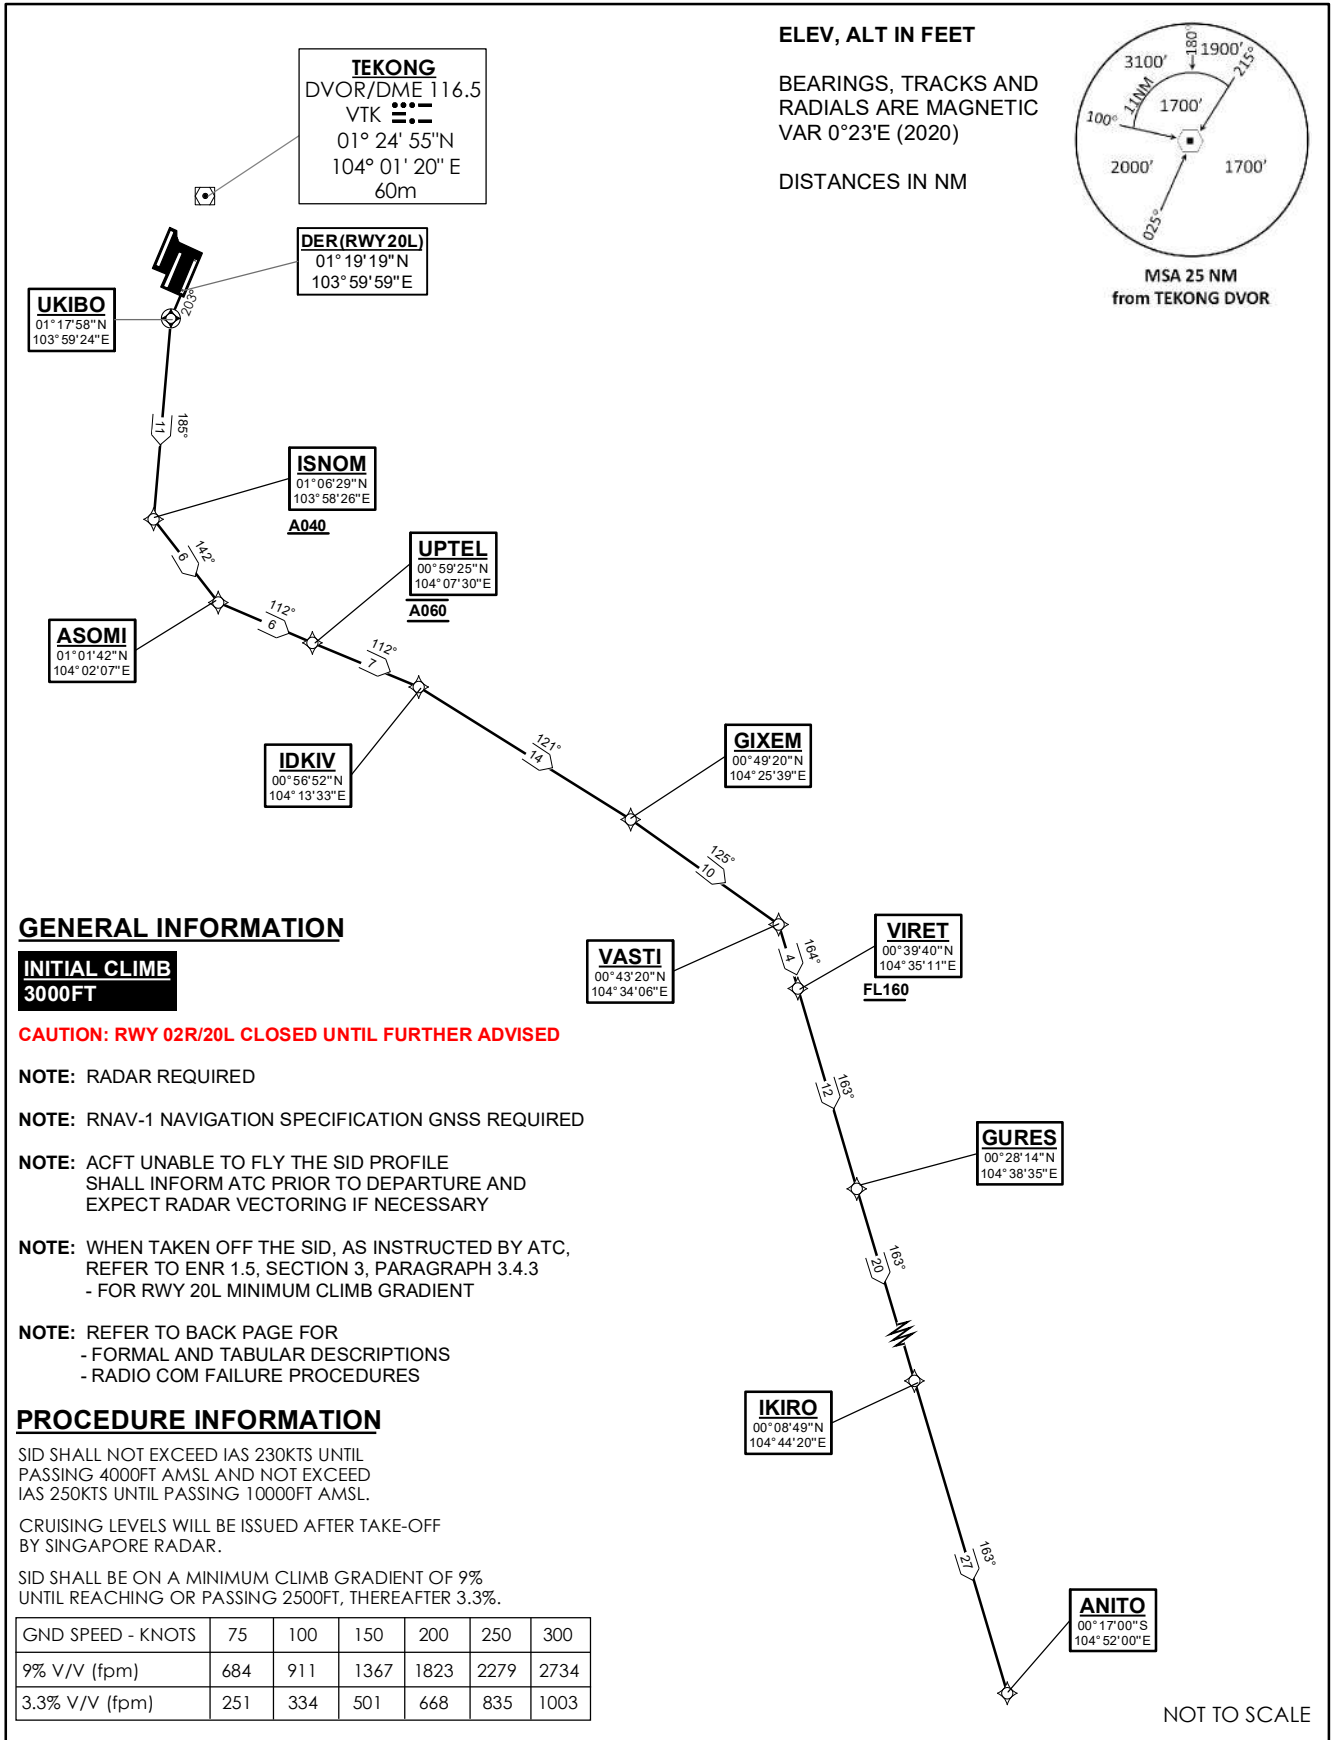 TEKONG
DVOR/DME 116.5
VTK
01° 24' 55"N
104° 01' 20" E
60m
ELEV, ALT IN FEET
BEARINGS, TRACKS AND
RADIALS ARE MAGNETIC
VAR 0°23'E (2020)
DISTANCES IN NM
3100'
180°
1900'
215°
11NM
1700'
100°
2000'
1700'
025°
MSA 25 NM
from TEKONG DVOR
DER(RWY20L)
01°19'19"N
103°59'59"E
UKIBO
01°17'58"N
103°59'24"E
203°
11
185°
ISNOM
01°06'29"N
103°58'26"E
A040
6
142°
UPTEL
00°59'25"N
104°07'30"E
A060
ASOMI
01°01'42"N
104°02'07"E
112°
6
112°
7
IDKIV
00°56'52"N
104°13'33"E
121°
14
GIXEM
00°49'20"N
104°25'39"E
125°
10
VASTI
00°43'20"N
104°34'06"E
4
164°
VIRET
00°39'40"N
104°35'11"E
FL160
12
163°
GURES
00°28'14"N
104°38'35"E
20
163°
IKIRO
00°08'49"N
104°44'20"E
27
163°
ANITO
00°17'00"S
104°52'00"E
GENERAL INFORMATION
INITIAL CLIMB
3000FT
CAUTION: RWY 02R/20L CLOSED UNTIL FURTHER ADVISED
NOTE: RADAR REQUIRED
NOTE: RNAV-1 NAVIGATION SPECIFICATION GNSS REQUIRED
NOTE: ACFT UNABLE TO FLY THE SID PROFILE
SHALL INFORM ATC PRIOR TO DEPARTURE AND
EXPECT RADAR VECTORING IF NECESSARY
NOTE: WHEN TAKEN OFF THE SID, AS INSTRUCTED BY ATC,
REFER TO ENR 1.5, SECTION 3, PARAGRAPH 3.4.3
- FOR RWY 20L MINIMUM CLIMB GRADIENT
NOTE: REFER TO BACK PAGE FOR
- FORMAL AND TABULAR DESCRIPTIONS
- RADIO COM FAILURE PROCEDURES
PROCEDURE INFORMATION
SID SHALL NOT EXCEED IAS 230KTS UNTIL
PASSING 4000FT AMSL AND NOT EXCEED
IAS 250KTS UNTIL PASSING 10000FT AMSL.
CRUISING LEVELS WILL BE ISSUED AFTER TAKE-OFF
BY SINGAPORE RADAR.
SID SHALL BE ON A MINIMUM CLIMB GRADIENT OF 9%
UNTIL REACHING OR PASSING 2500FT, THEREAFTER 3.3%.
GND SPEED - KNOTS 75 100 150 200 250 300
9% V/V (fpm) 684 911 1367 1823 2279 2734
3.3% V/V (fpm) 251 334 501 668 835 1003
NOT TO SCALE